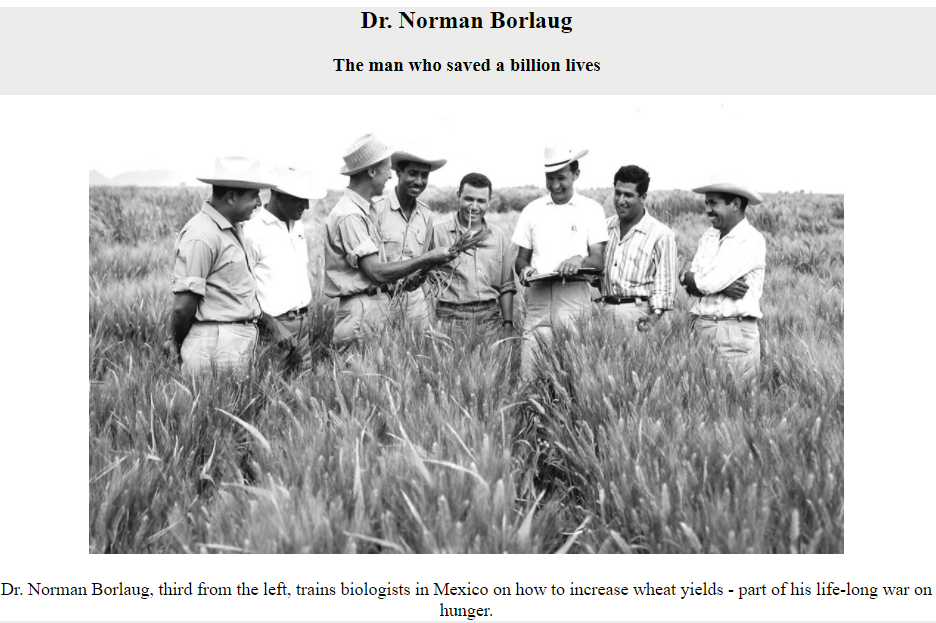 Dr. Norman Borlaug
The man who saved a billion lives
Dr. Norman Borlaug, third from the left, trains biologists in Mexico on how to increase wheat yields - part of his life-long war on
hunger.